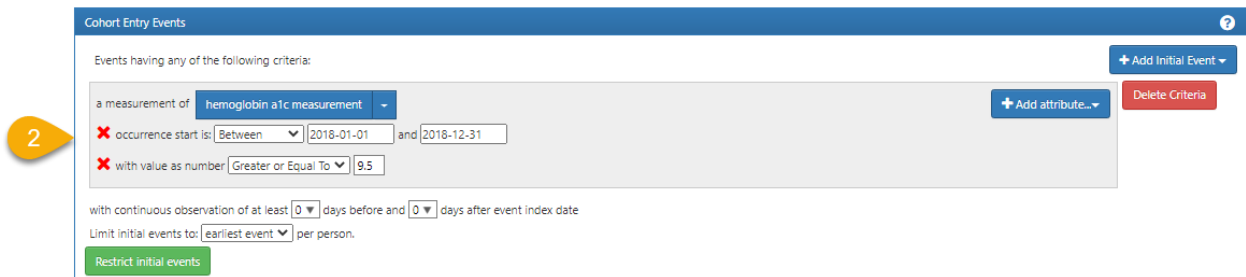 Cohort Entry Events ?
Events having any of the following criteria:
+ Add Initial Event
a measurement of hemoglobin a1c measurement
+ Add attribute...
Delete Criteria
2
occurrence start is: Between 2018-01-01 and 2018-12-31
with value as number Greater or Equal To 9.5
with continuous observation of at least 0 days before and 0 days after event index date
Limit initial events to: earliest event per person.
Restrict initial events